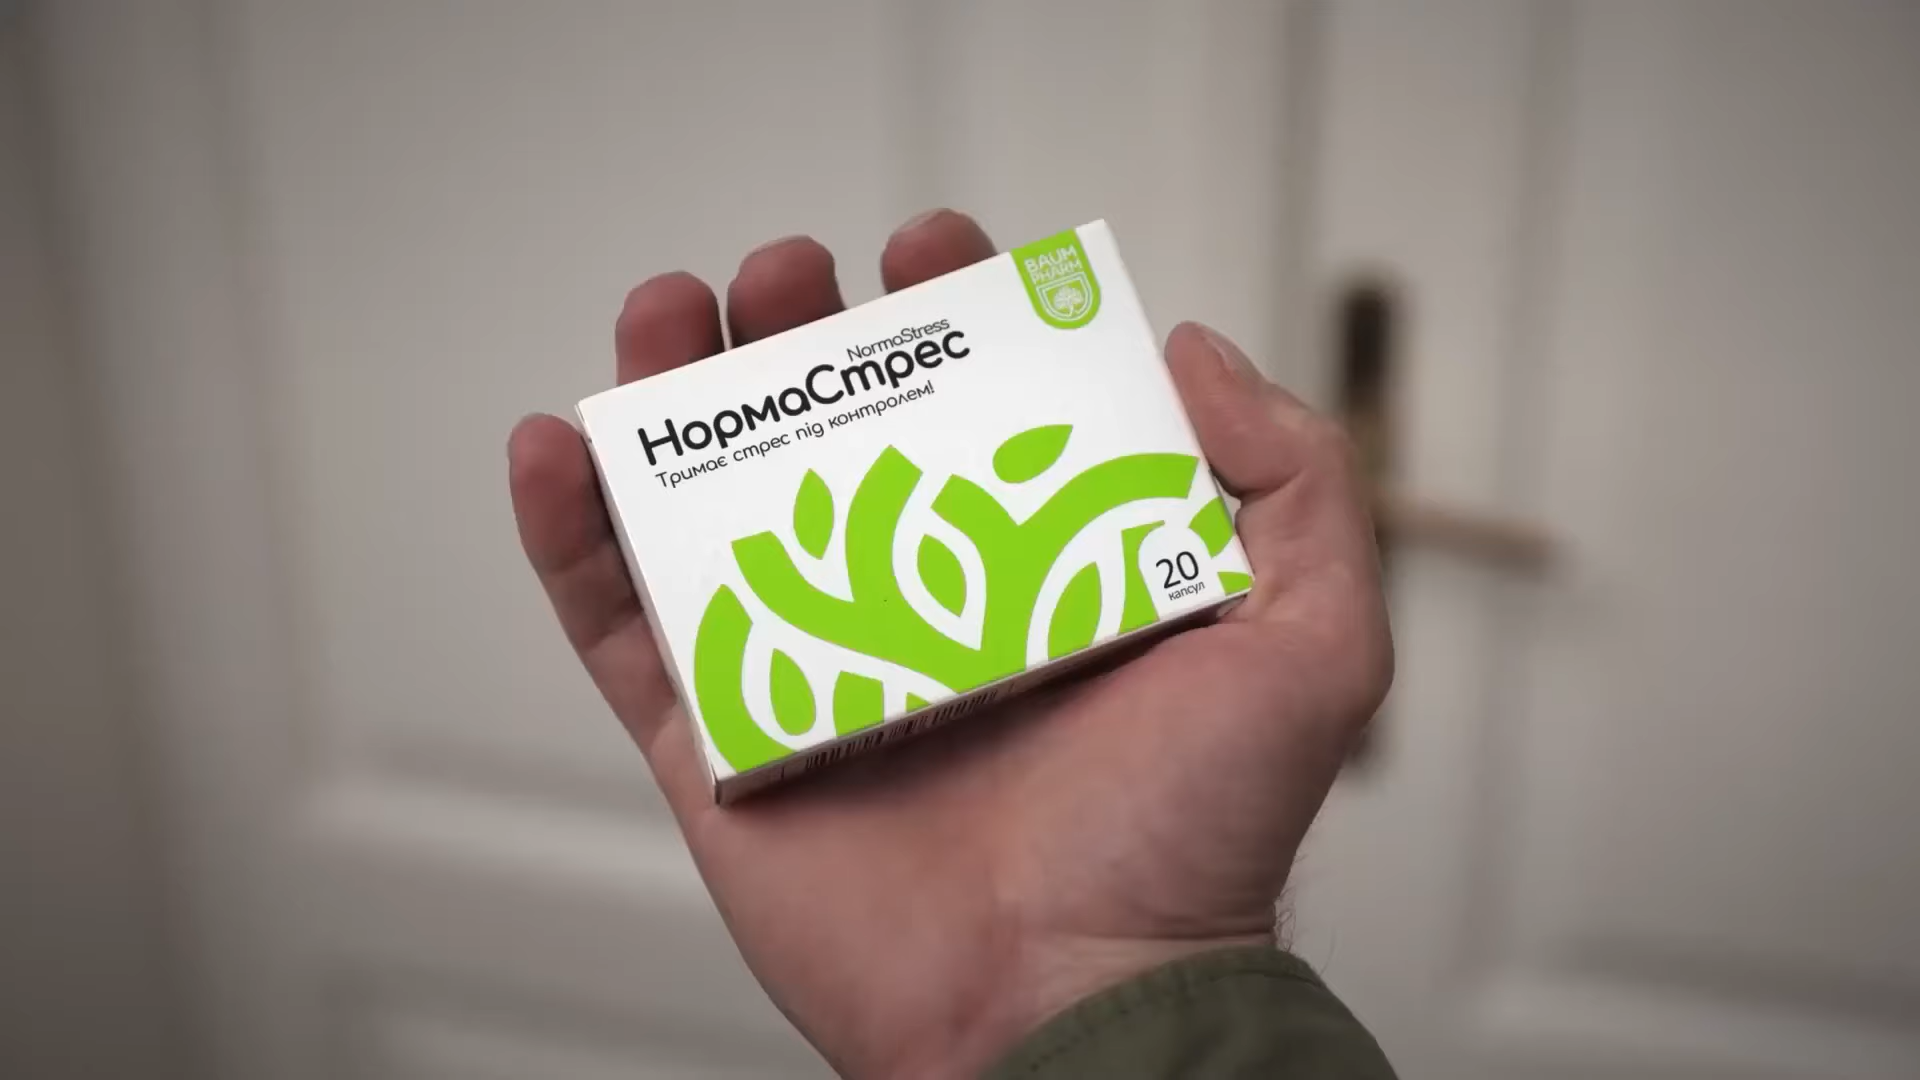 BAUM
PHARM
NormaStress
НормаСтрес
Тримає стрес під контролем!
20
капсул